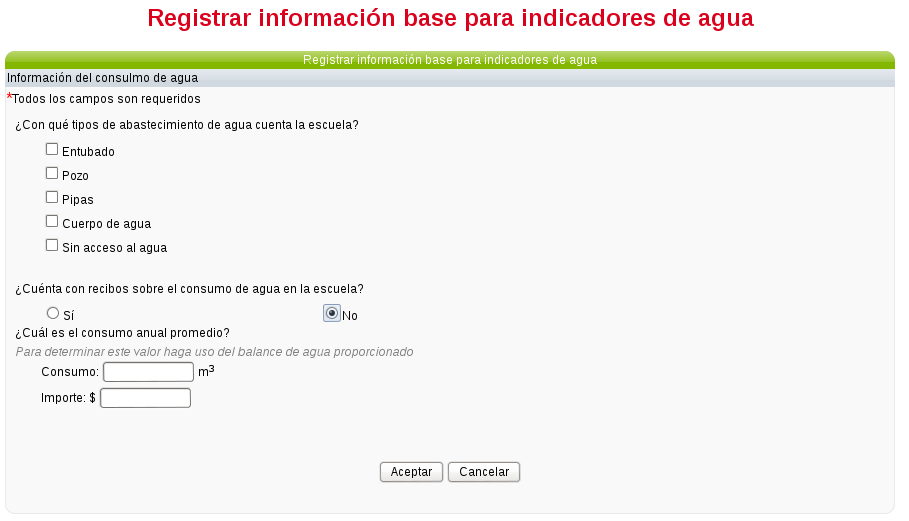 Registrar información base para indicadores de agua
Registrar información base para indicadores de agua
Información del consulmo de agua
*Todos los campos son requeridos
¿Con qué tipos de abastecimiento de agua cuenta la escuela?
Entubado
Pozo
Pipas
Cuerpo de agua
Sin acceso al agua
¿Cuénta con recibos sobre el consumo de agua en la escuela?
Sí No
¿Cuál es el consumo anual promedio?
Para determinar este valor haga uso del balance de agua proporcionado
Consumo: m³
Importe: $
Aceptar Cancelar